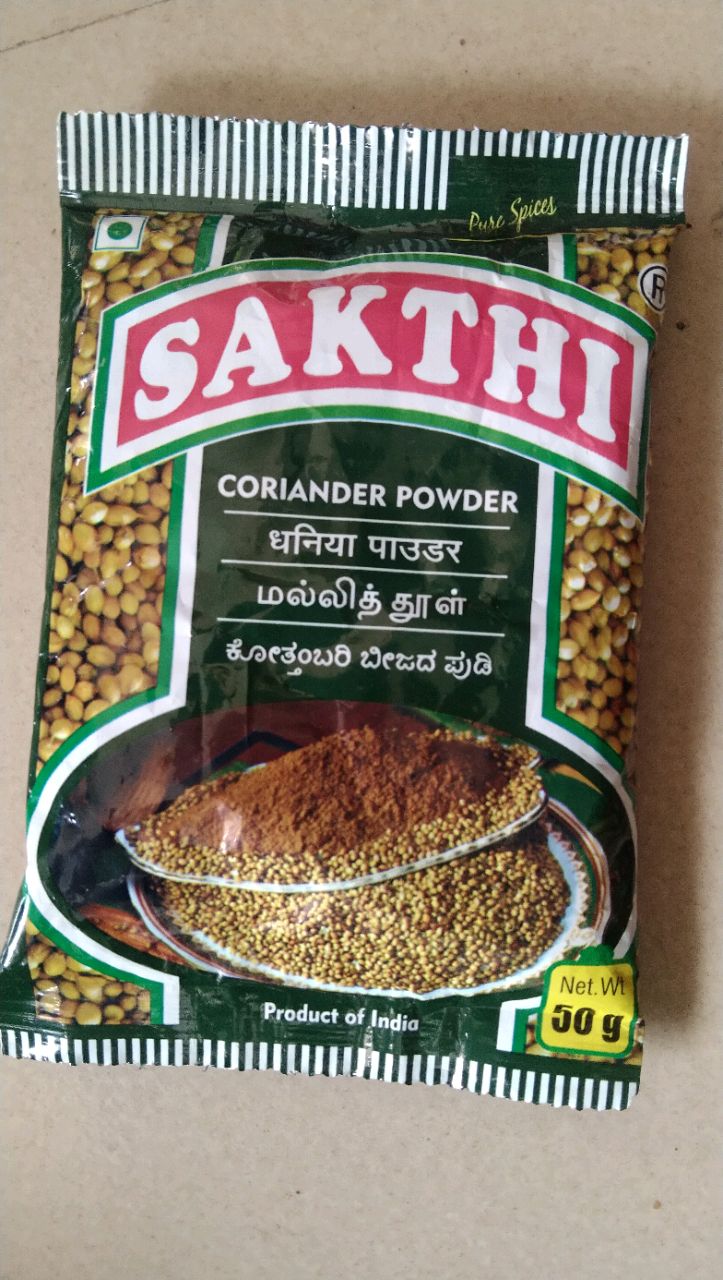 Pure Spices
®
SAKTHI
CORIANDER POWDER
धनिया पाउडर
மல்லித் தூள்
ಕೋತ್ತಂಬರಿ ಬೀಜದ ಪುಡಿ
Product of India
Net.Wt
50 g